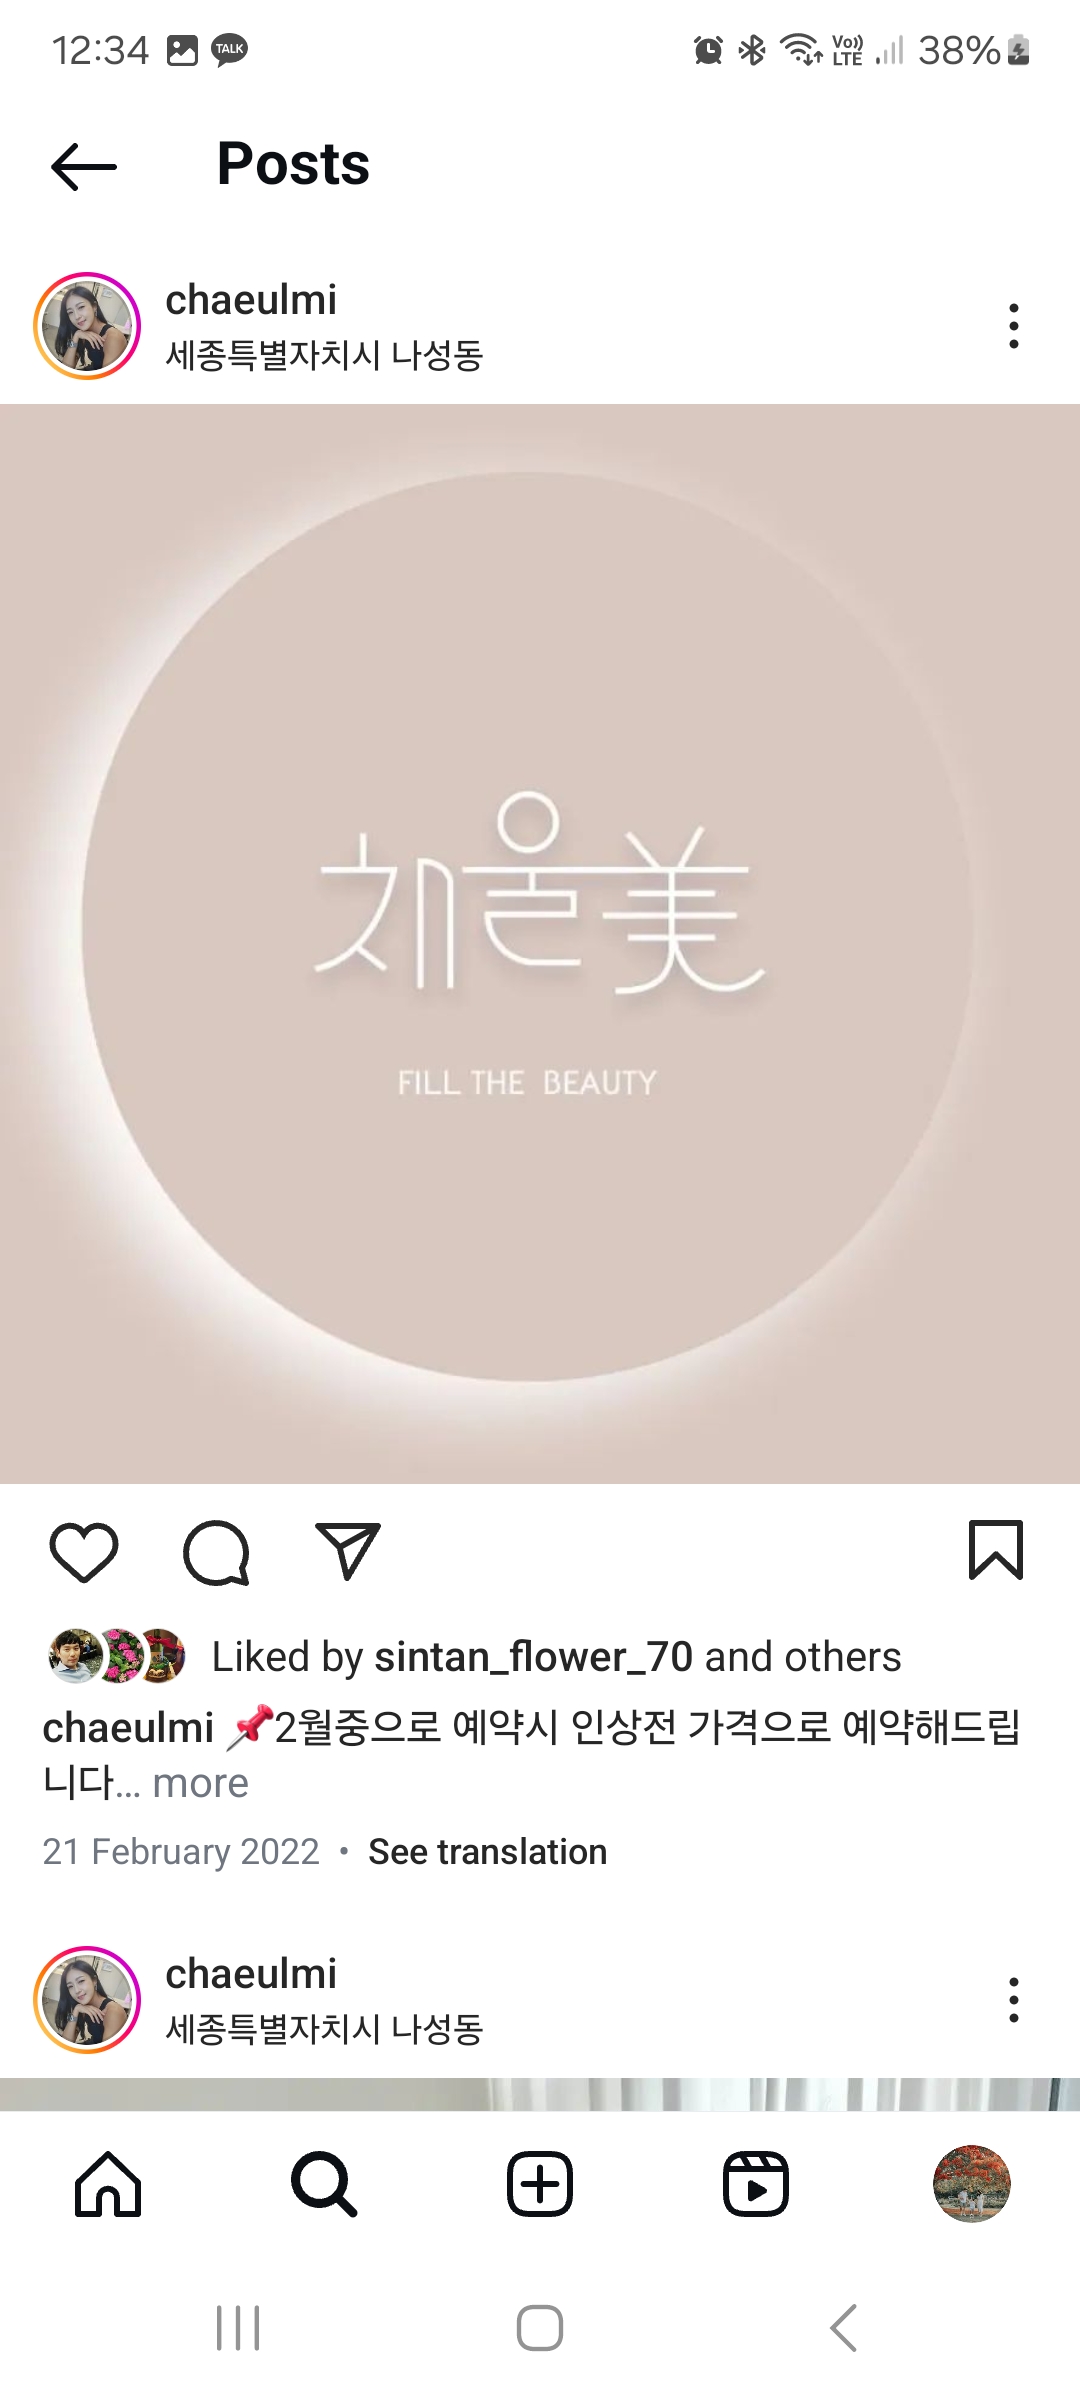 12:34 TALK Vo)) LTE 38%
Posts
chaeulmi
세종특별자치시 나성동
채울美
FILL THE BEAUTY
Liked by sintan_flower_70 and others
chaeulmi 📌2월중으로 예약시 인상전 가격으로 예약해드립
니다... more
21 February 2022 • See translation
chaeulmi
세종특별자치시 나성동